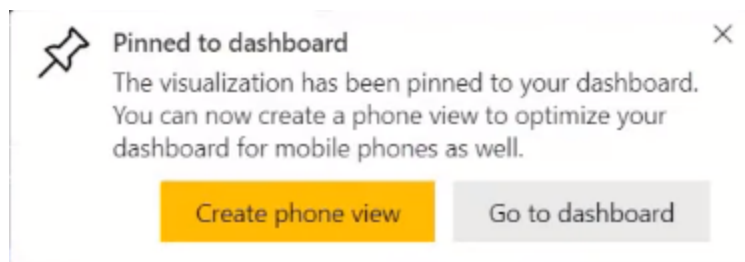 Pinned to dashboard
The visualization has been pinned to your dashboard.
You can now create a phone view to optimize your
dashboard for mobile phones as well.
Create phone view
Go to dashboard